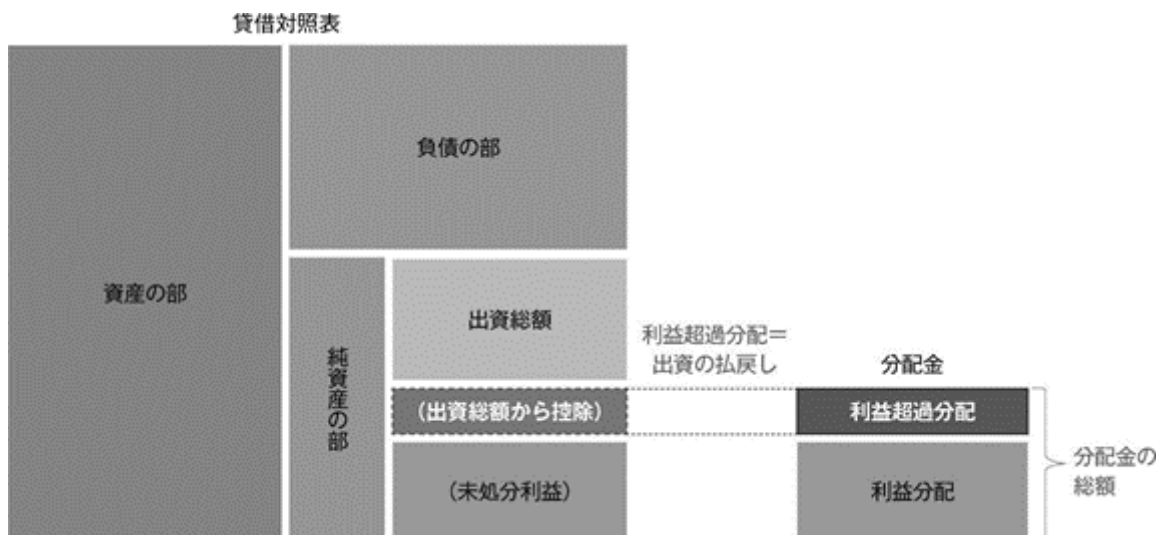 貸借対照表
資産の部
負債の部
純資産の部
出資総額
(出資総額から控除)
(未処分利益)
利益超過分配＝
出資の払戻し
分配金
利益超過分配
利益分配
分配金の
総額